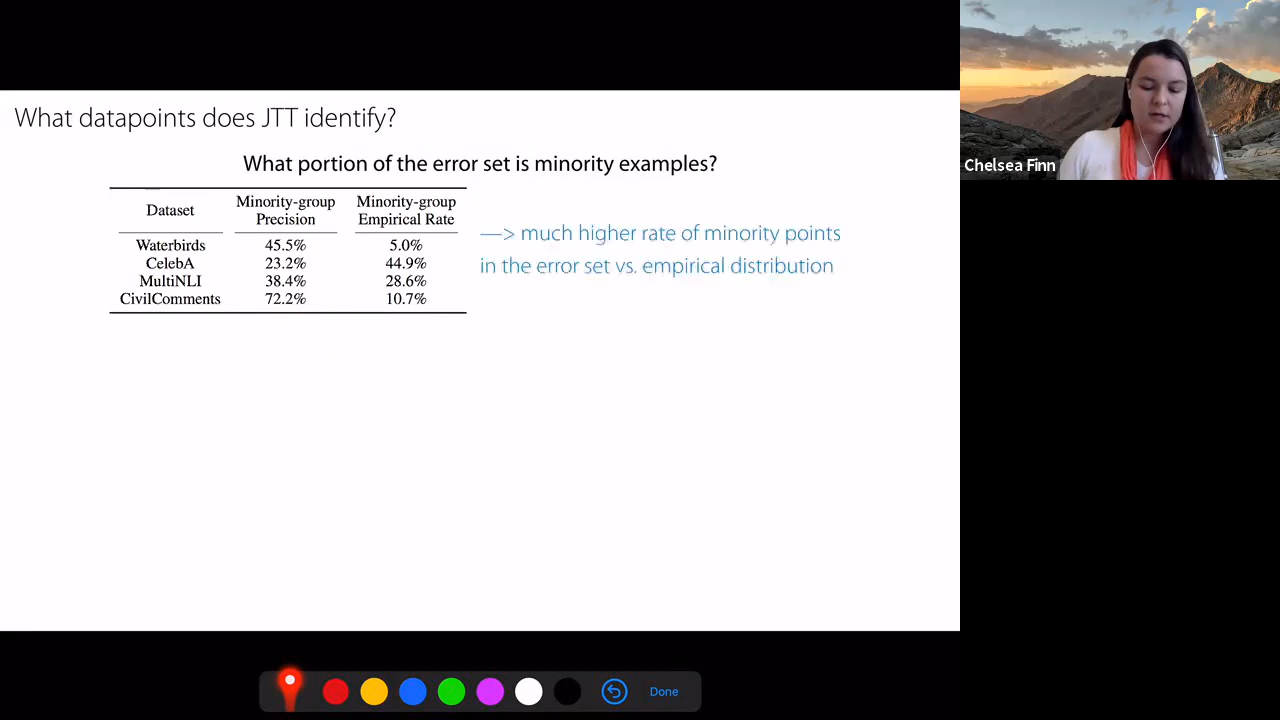 What datapoints does JTT identify?
What portion of the error set is minority examples?
Dataset Minority-group Precision Minority-group Empirical Rate
Waterbirds 45.5% 5.0%
CelebA 23.2% 44.9%
MultiNLI 38.4% 28.6%
CivilComments 72.2% 10.7%
—> much higher rate of minority points
in the error set vs. empirical distribution
Chelsea Finn
Done